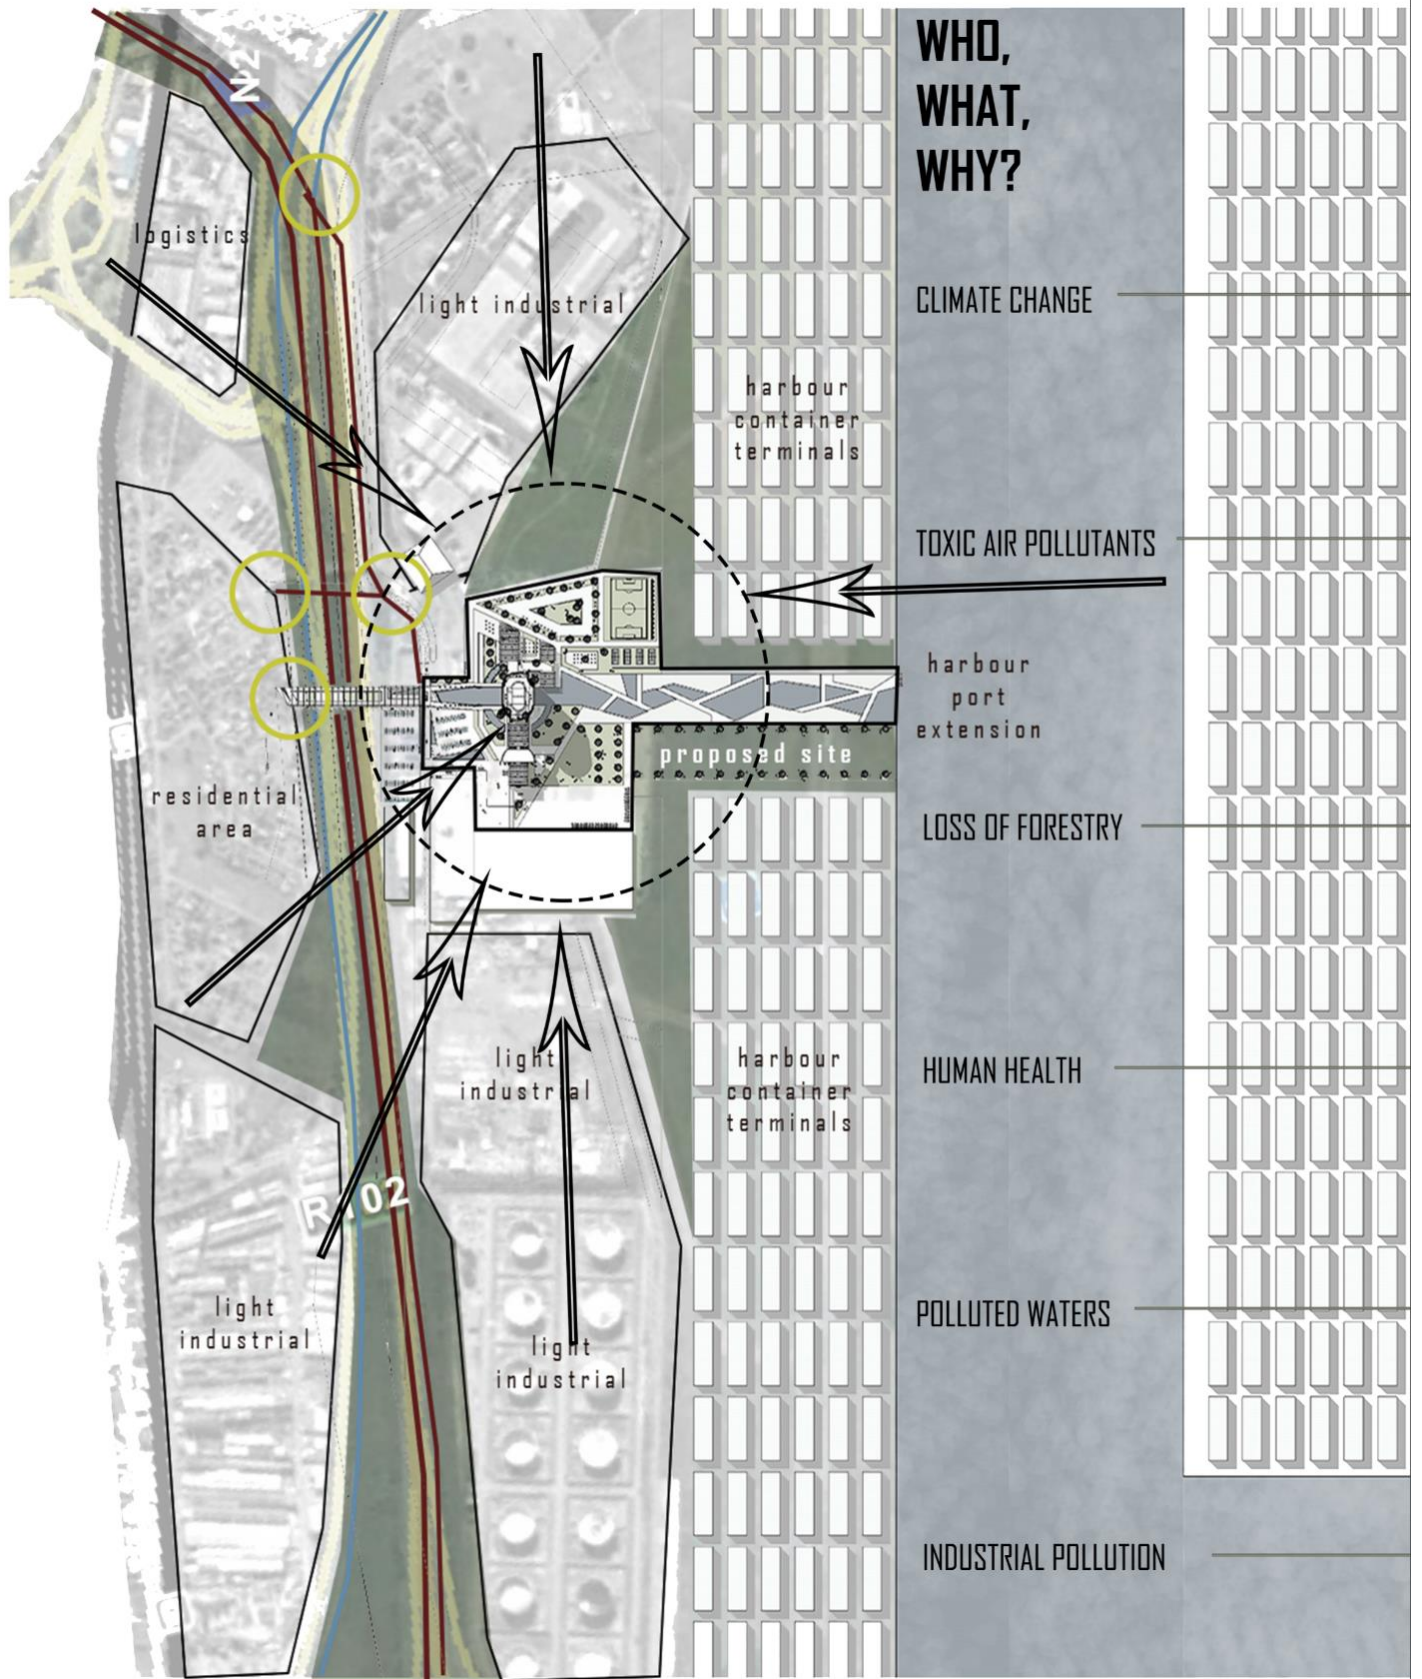 WHO,
WHAT,
WHY?
N2
logistics
light industrial
CLIMATE CHANGE
harbour
container
terminals
TOXIC AIR POLLUTANTS
harbour
port
extension
proposed site
residential
area
LOSS OF FORESTRY
light
industrial
harbour
container
terminals
HUMAN HEALTH
R102
light
industrial
light
industrial
POLLUTED WATERS
INDUSTRIAL POLLUTION